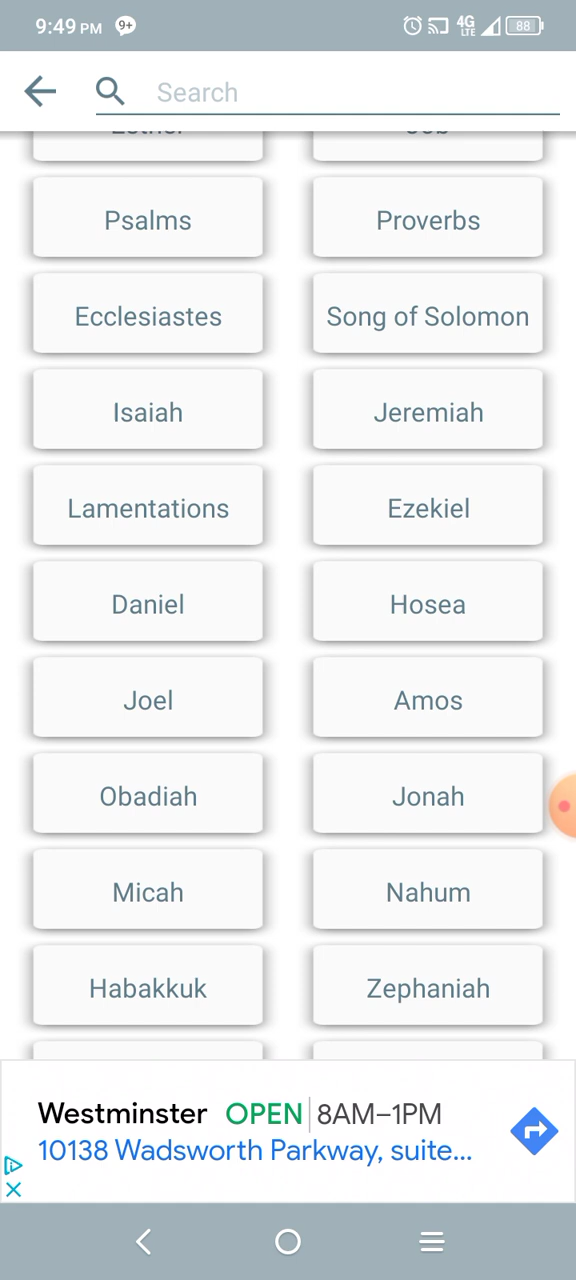 9:49 PM 9+ 4G LTE 88
Search
Psalms Proverbs
Ecclesiastes Song of Solomon
Isaiah Jeremiah
Lamentations Ezekiel
Daniel Hosea
Joel Amos
Obadiah Jonah
Micah Nahum
Habakkuk Zephaniah
Westminster OPEN 8AM–1PM
10138 Wadsworth Parkway, suite...